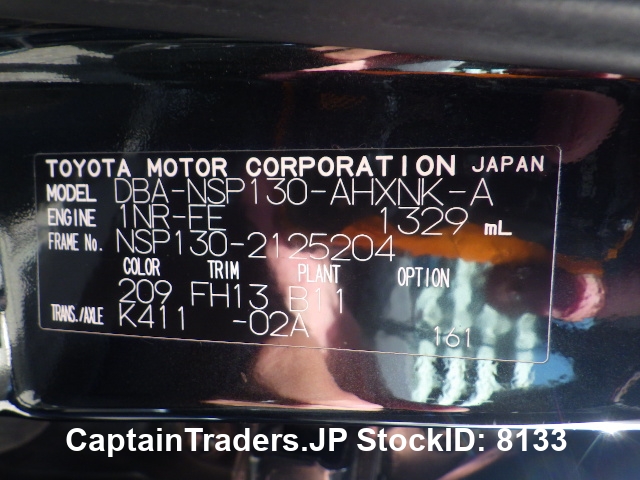 TOYOTA MOTOR CORPORATION JAPAN
MODEL DBA-NSP130-AHXNK-A
ENGINE 1NR-FE 1329 mL
FRAME No. NSP130-2125204
COLOR TRIM PLANT OPTION
209 FH13 B11
TRANS./AXLE K411 -02A
161
CaptainTraders.JP StockID: 8133